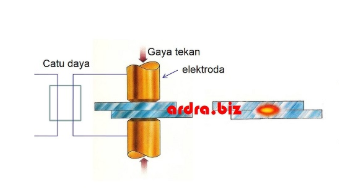 Gaya tekan
Catu daya
elektroda
ardra.biz